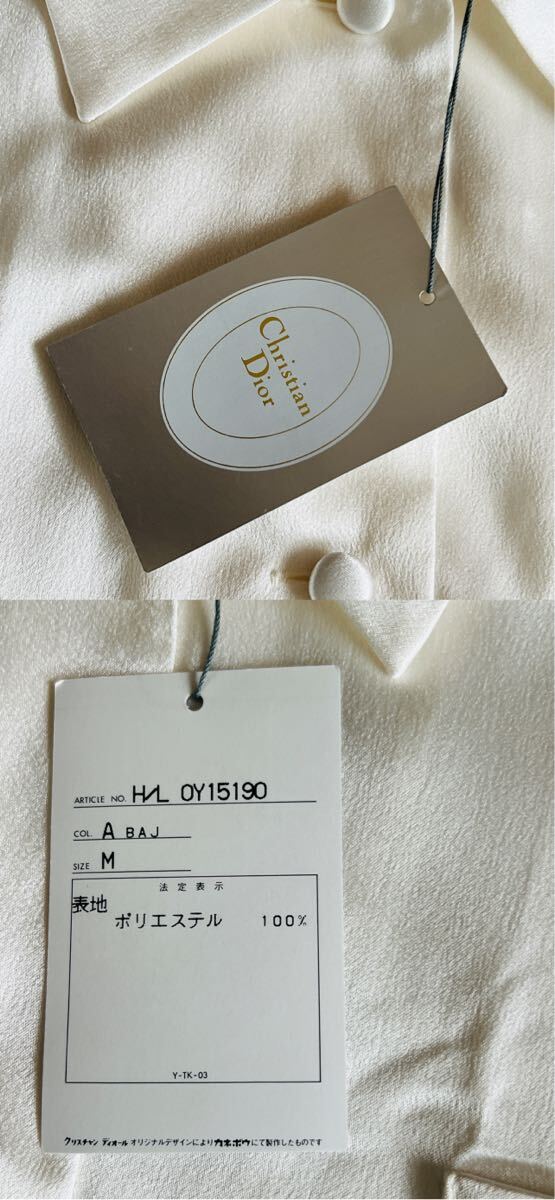 Christian
Dior
ARTICLE NO. H/L 0Y15190
COL. A BAJ
SIZE M
法定表示
表地
ポリエステル 100%
Y-TK-03
クリスチャン ディオール オリジナルデザインによりカネボウにて製作したものです